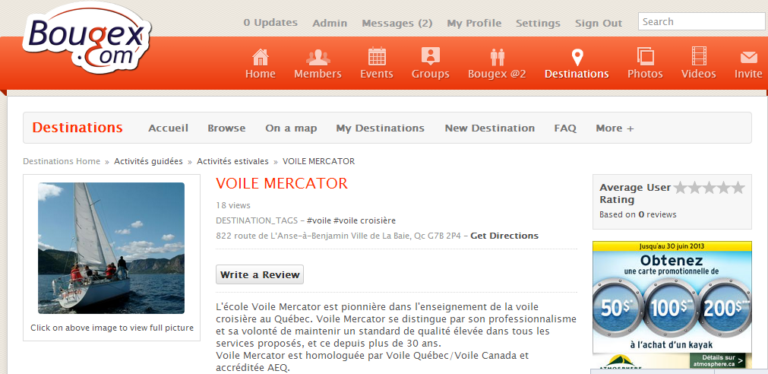 Bougex
.com
0 Updates Admin Messages (2) My Profile Settings Sign Out Search
Home Members Events Groups Bougex @2 Destinations Photos Videos Invite
Destinations Accueil Browse On a map My Destinations New Destination FAQ More +
Destinations Home » Activités guidées » Activités estivales » VOILE MERCATOR
Click on above image to view full picture
VOILE MERCATOR
18 views
DESTINATION_TAGS - #voile #voile croisière
822 route de L'Anse-à-Benjamin Ville de La Baie, Qc G7B 2P4 - Get Directions
Write a Review
L'école Voile Mercator est pionnière dans l'enseignement de la voile
croisière au Québec. Voile Mercator se distingue par son professionnalisme
et sa volonté de maintenir un standard de qualité élevée dans tous les
services proposés, et ce depuis plus de 30 ans.
Voile Mercator est homologuée par Voile Québec/Voile Canada et
accréditée AEQ.
Average User
Rating
Based on 0 reviews
Jusqu'au 30 juin 2013
Obtenez
une carte promotionnelle de
50$ 100$ 200$
à l'achat d'un kayak
ATMOSPHERE
Détails sur
atmosphere.ca >